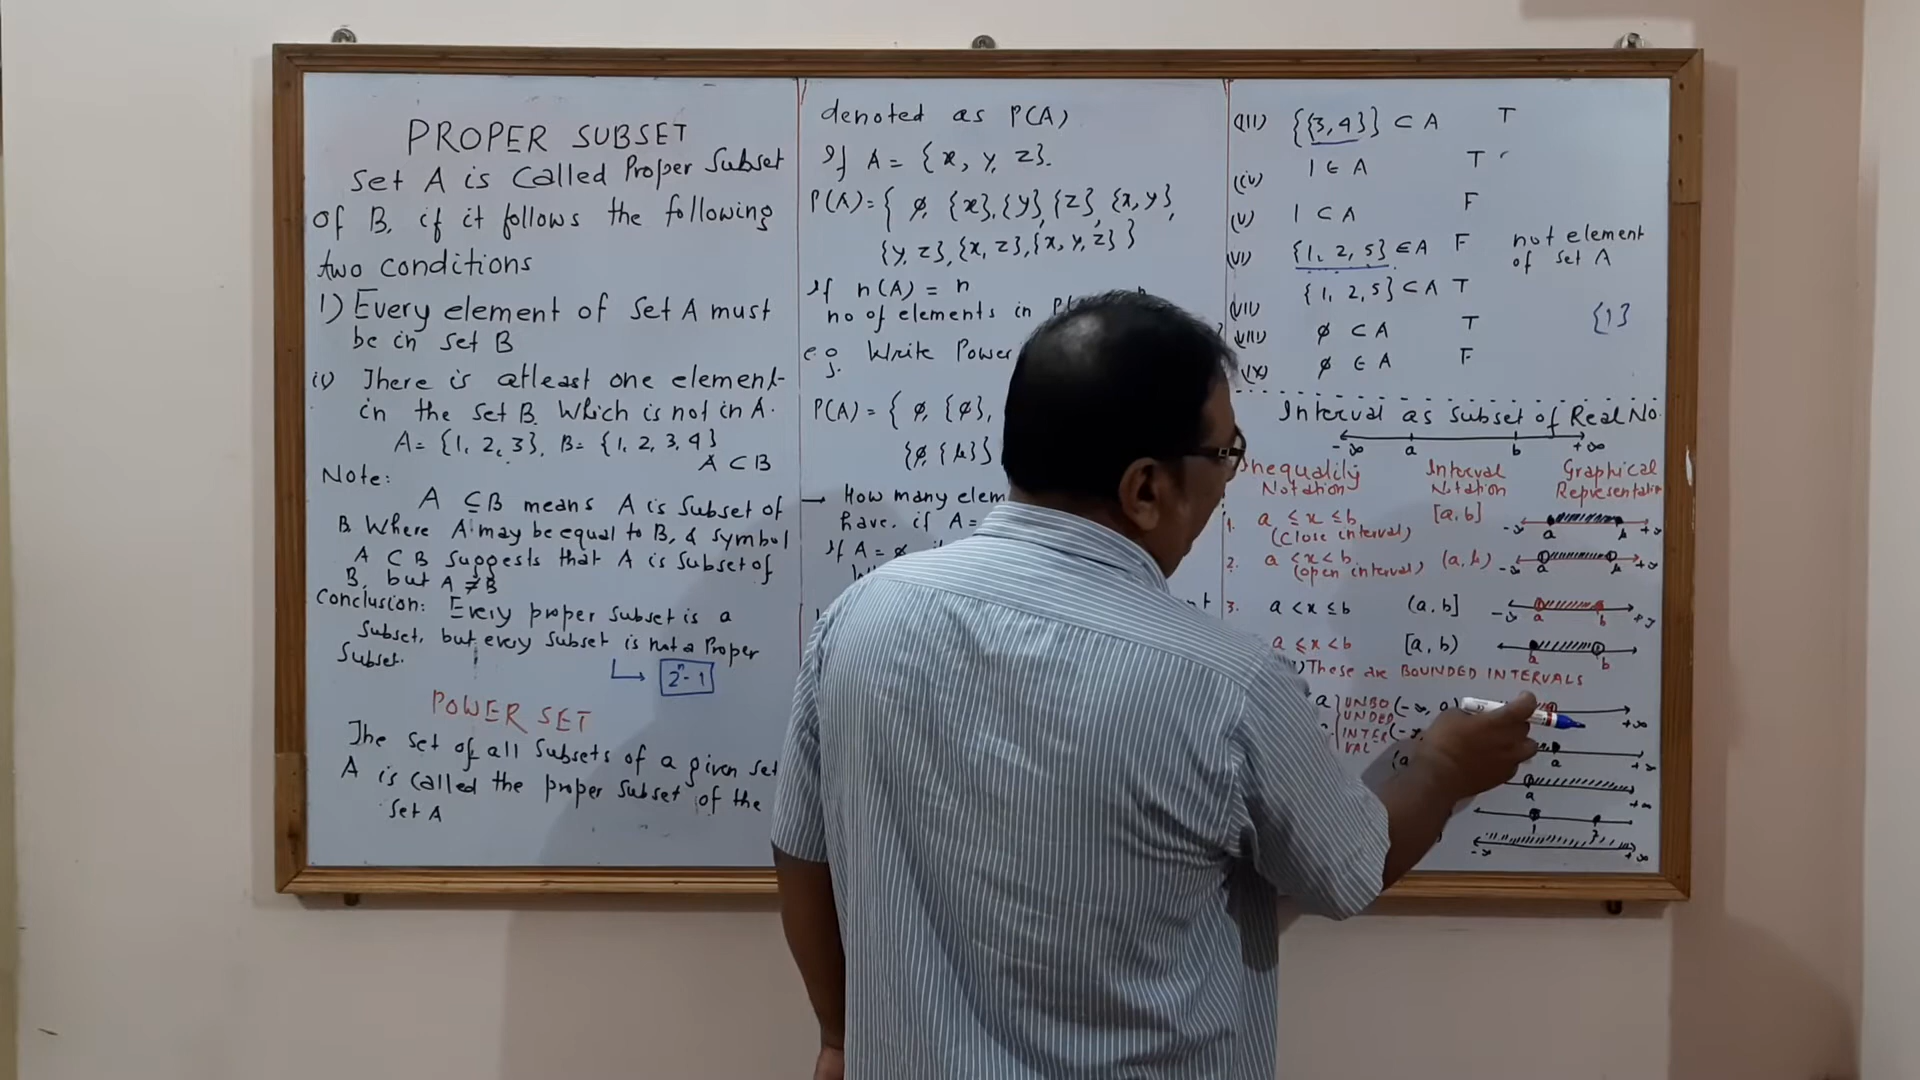 PROPER SUBSET
Set A is called Proper Subset
of B, if it follows the following
two conditions
1) Every element of Set A must
be in set B
ii) There is atleast one element
in the set B. Which is not in A.
A = {1, 2, 3}, B = {1, 2, 3, 4}
A ⊂ B
Note:
A ⊆ B means A is Subset of
B Where A may be equal to B, & symbol
A ⊂ B Suggests that A is subset of
B, but A ≠ B
Conclusion: Every proper subset is a
Subset, but every subset is not a Proper
Subset.
2ⁿ-1
POWER SET
The set of all Subsets of a given set
A is called the proper subset of the
set A
denoted as P(A)
If A = {x, y, z}.
P(A) = { φ, {x}, {y}, {z}, {x, y},
{y, z}, {x, z}, {x, y, z} }
If n(A) = n
no of elements in
e.g. Write Power
P(A) = { φ, {φ},
→ How many elem
have. if A =
If A = φ
(III) {{3,4}} ⊂ A T
(iv) 1 ∈ A T
(v) 1 ⊂ A F
(vi) {1, 2, 5} ∈ A F not element of set A
(VII) {1, 2, 5} ⊂ A T
{1}
(VIII) φ ⊂ A T
(IX) φ ∈ A F
Interval as Subset of Real No.
-∞ a b +∞
Inequality Notation Interval Notation Graphical Representation
1. a ≤ x ≤ b [a, b] -∞ a +∞
(Close interval)
2. a < x < b (a, b) -∞ a b +∞
(open interval)
3. a < x ≤ b (a, b] -∞ a b
a ≤ x < b [a, b) a b
These are BOUNDED INTERVALS
a UNBO (-∞, a) +∞
UNDED
INTER a +∞
VAL (a
a +∞
1
-∞ +∞